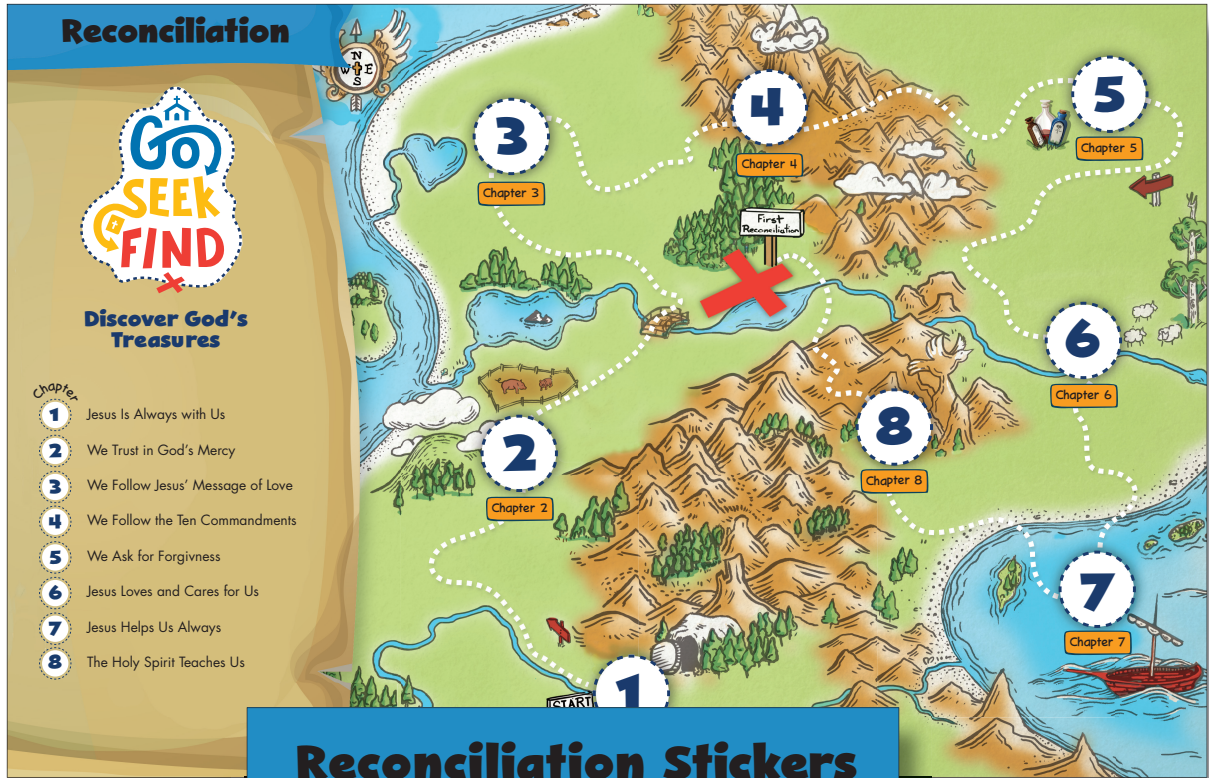 Reconciliation
GO
SEEK
FIND
Discover God's
Treasures
Chapter
1 Jesus Is Always with Us
2 We Trust in God's Mercy
3 We Follow Jesus' Message of Love
4 We Follow the Ten Commandments
5 We Ask for Forgivness
6 Jesus Loves and Cares for Us
7 Jesus Helps Us Always
8 The Holy Spirit Teaches Us
N
W E
S
3
Chapter 3
4
Chapter 4
5
Chapter 5
First
Reconciliation
6
Chapter 6
2
Chapter 2
8
Chapter 8
7
Chapter 7
START
1
Reconciliation Stickers